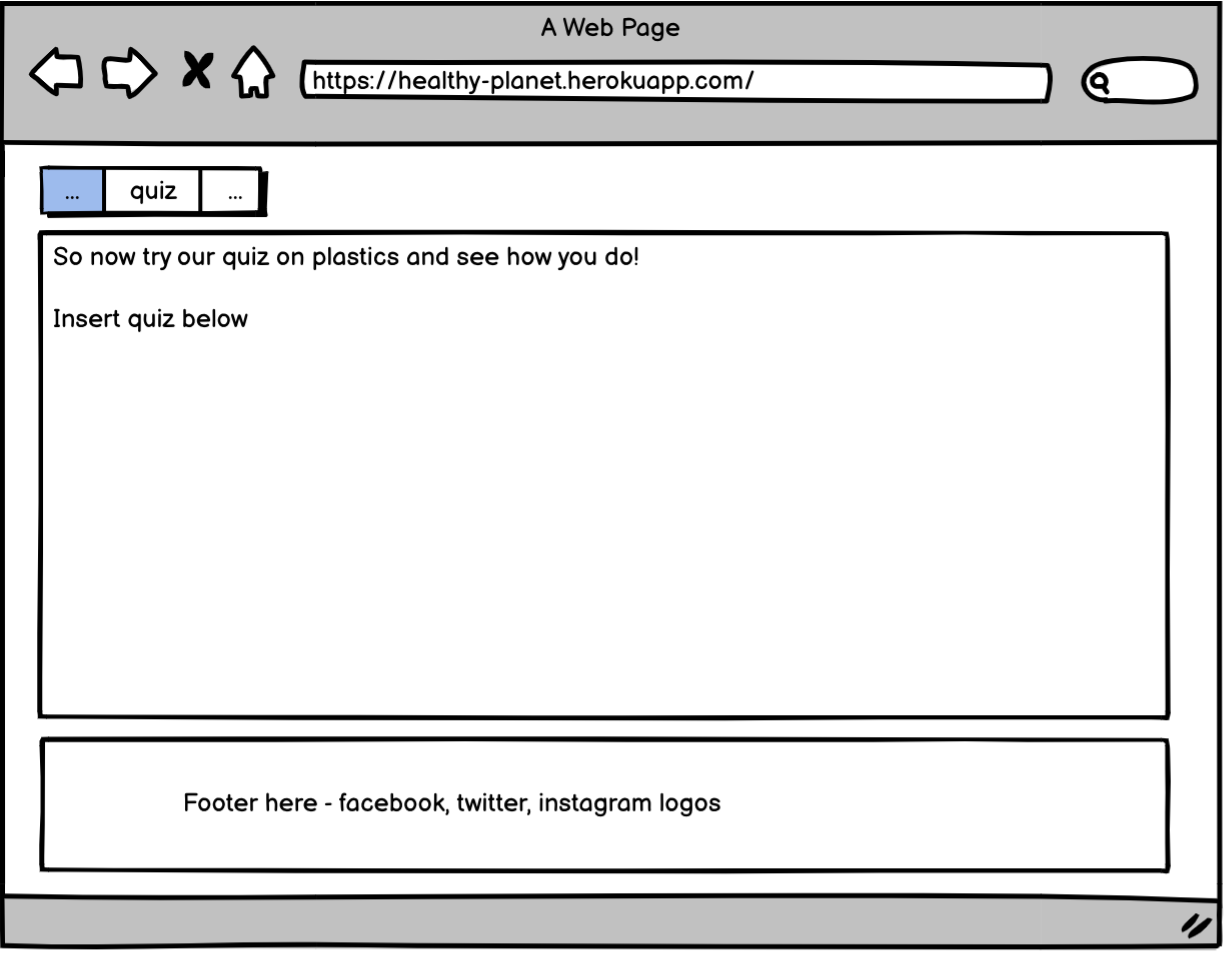 A Web Page
https://healthy-planet.herokuapp.com/
... quiz ...
So now try our quiz on plastics and see how you do!
Insert quiz below
Footer here - facebook, twitter, instagram logos